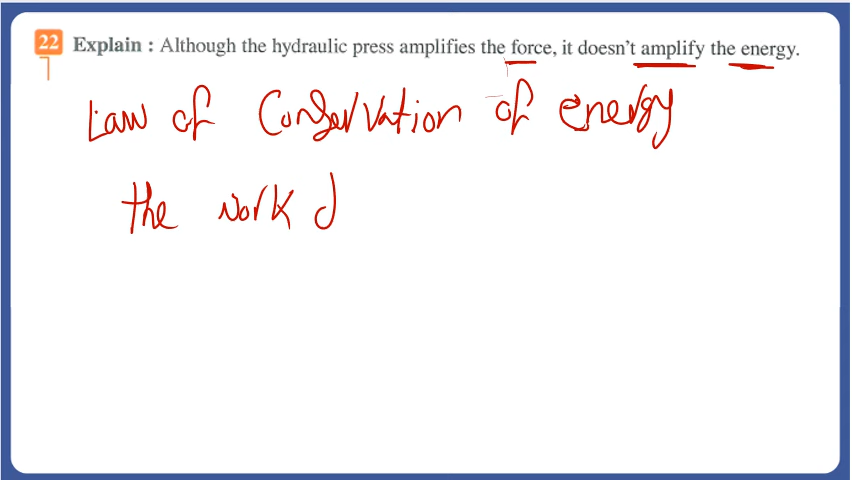 22 Explain : Although the hydraulic press amplifies the force, it doesn't amplify the energy.
Law of Conservation of energy
the work d